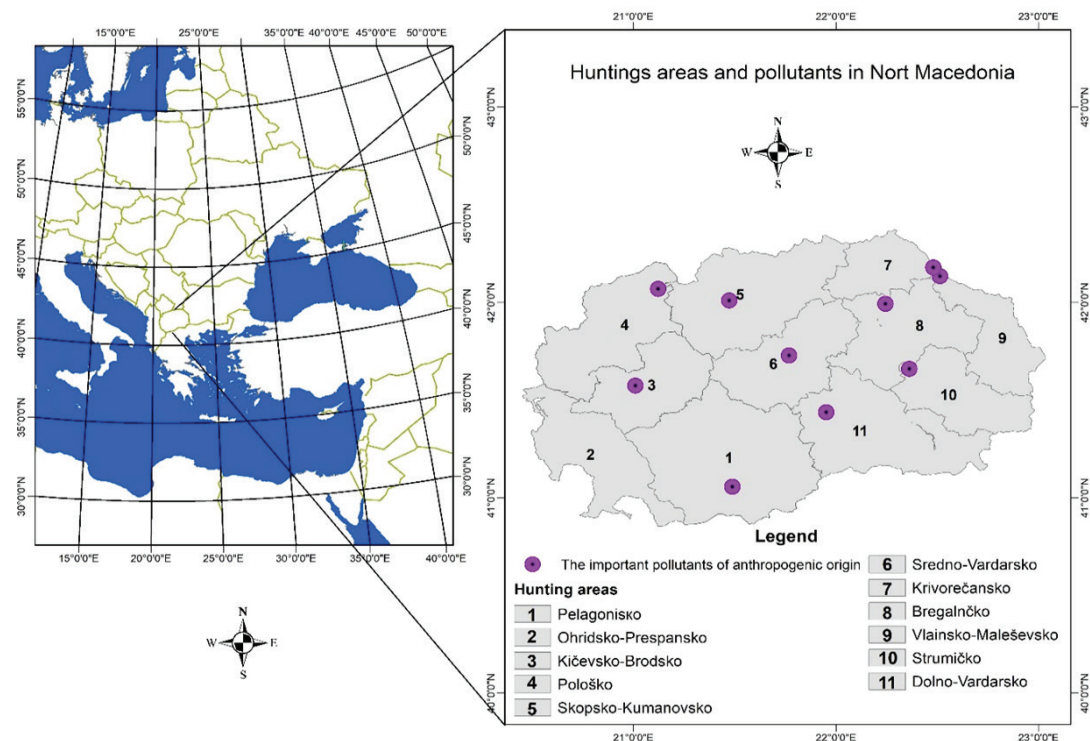 15°0'0"E 20°0'0"E 25°0'0"E 30°0'0"E 35°0'0"E 40°0'0"E 45°0'0"E 50°0'0"E
55°0'0"N
50°0'0"N
45°0'0"N
40°0'0"N
35°0'0"N
30°0'0"N
50°0'0"N
45°0'0"N
40°0'0"N
35°0'0"N
30°0'0"N
15°0'0"E 20°0'0"E 25°0'0"E 30°0'0"E 35°0'0"E 40°0'0"E
N
W E
S
21°0'0"E 22°0'0"E 23°0'0"E
Huntings areas and pollutants in Nort Macedonia
N
W E
S
43°0'0"N 43°0'0"N
42°0'0"N 42°0'0"N
41°0'0"N 41°0'0"N
40°0'0"N 40°0'0"N
7
5
4
8
9
6
3
10
11
2
1
Legend
The important pollutants of anthropogenic origin
Hunting areas
1 Pelagonisko
2 Ohridsko-Prespansko
3 Kičevsko-Brodsko
4 Pološko
5 Skopsko-Kumanovsko
6 Sredno-Vardarsko
7 Krivorečansko
8 Bregalnčko
9 Vlainsko-Maleševsko
10 Strumičko
11 Dolno-Vardarsko
21°0'0"E 22°0'0"E 23°0'0"E